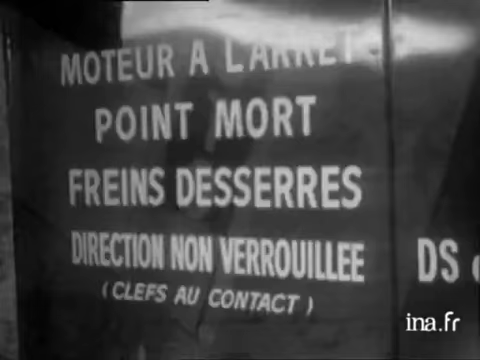 MOTEUR A L'ARRET
POINT MORT
FREINS DESSERRES
DIRECTION NON VERROUILLEE
(CLEFS AU CONTACT)
DS
ina.fr